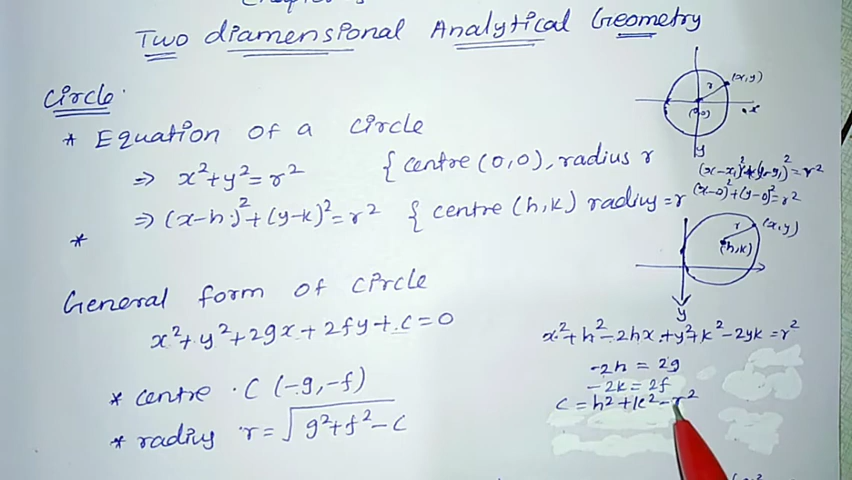 Two diamensional Analytical Geometry
Circle.
* Equation of a circle
⇒ x²+y²=r² { centre (0,0), radius r
⇒ (x-h)²+(y-k)²=r² { centre (h,k) radius=r
*
General form of circle
x²+y²+2gx+2fy+c=0
* centre C (-g,-f)
* radius r=√g²+f²-c
(x,y)
r
(0,0)
x
y
(x-x₁)²+(y-y₁)²=r²
(x-0)²+(y-0)²=r²
r
(x,y)
(h,k)
y
x²+h²-2hx+y²+k²-2yk=r²
-2h=2g
-2k=2f
c=h²+k²-r²